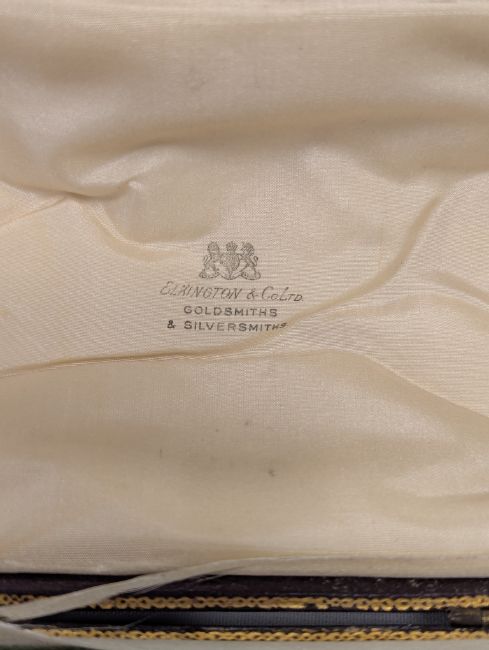 ELKINGTON & CO LTD.
GOLDSMITHS
& SILVERSMITHS